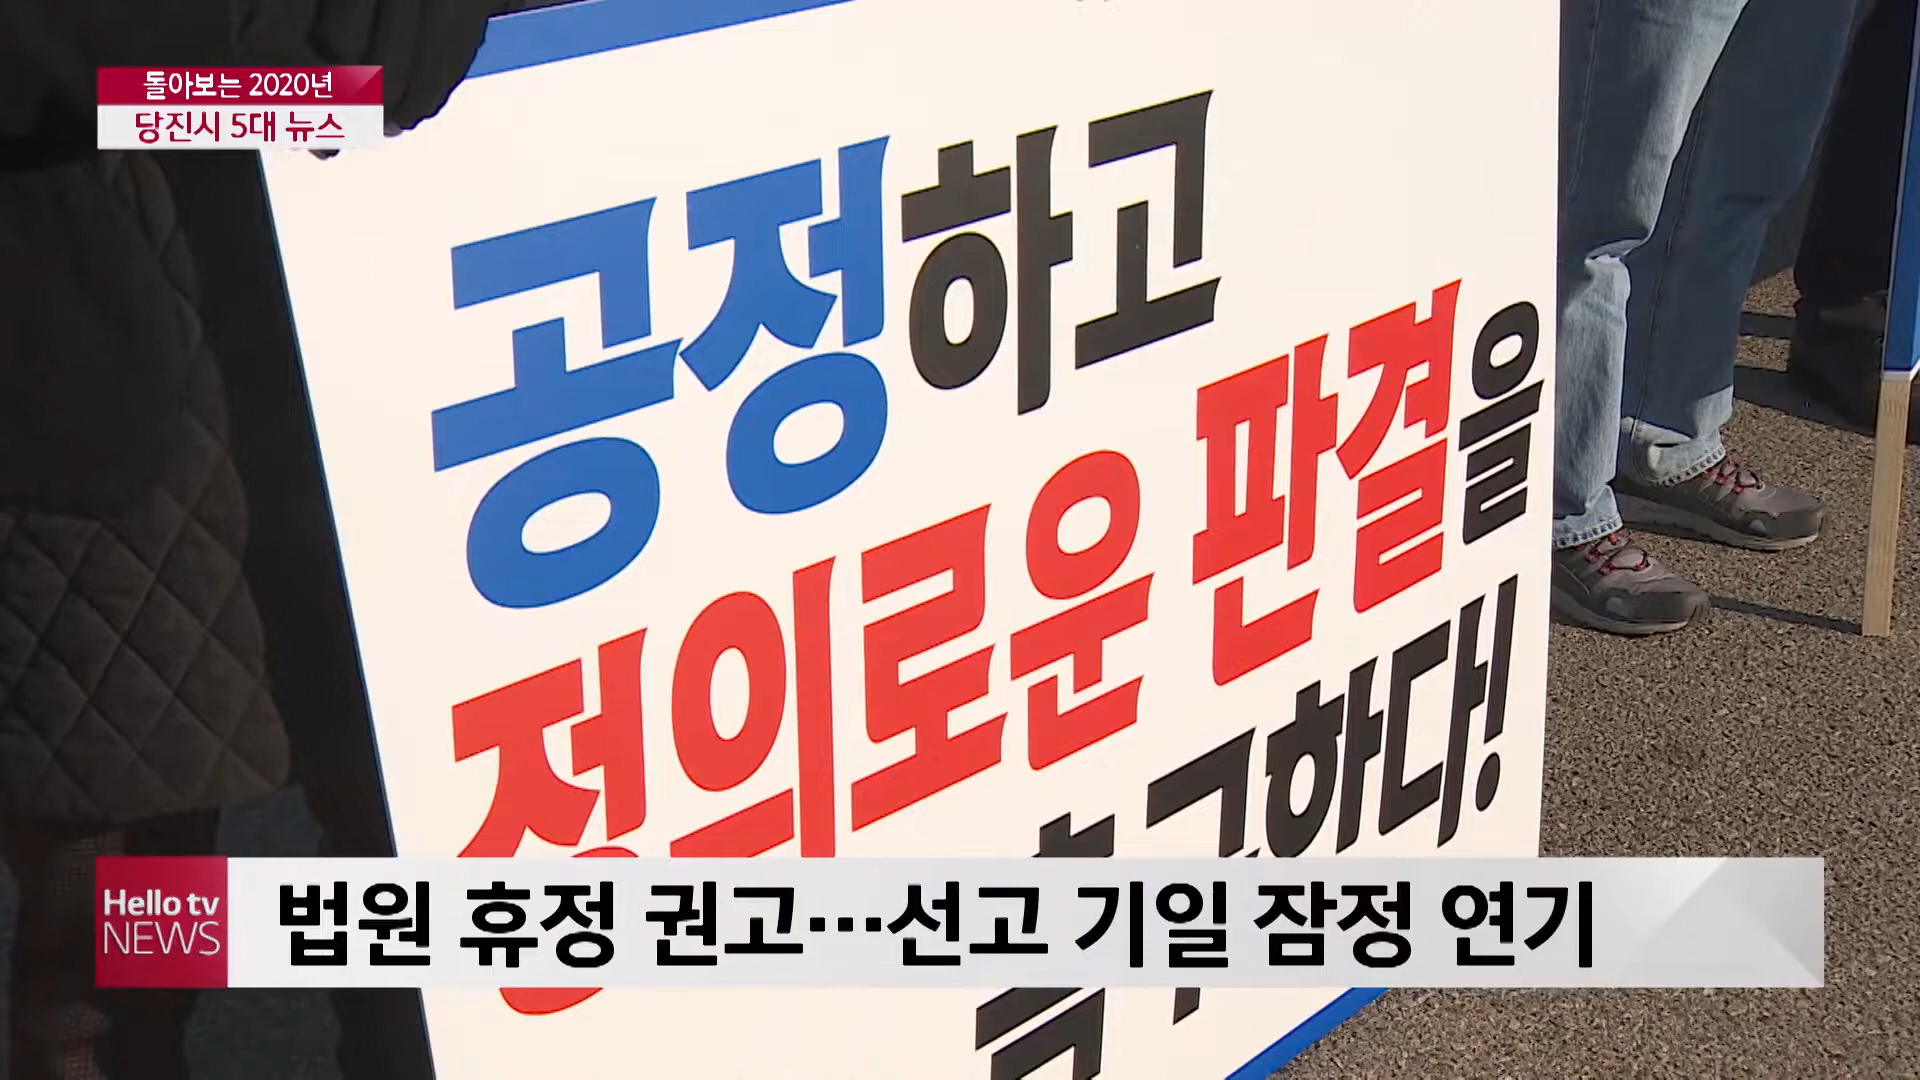 돌아보는 2020년
당진시 5대 뉴스
공정하고
정의로운 판결을
촉구하다!
Hello tv
NEWS
법원 휴정 권고…선고 기일 잠정 연기